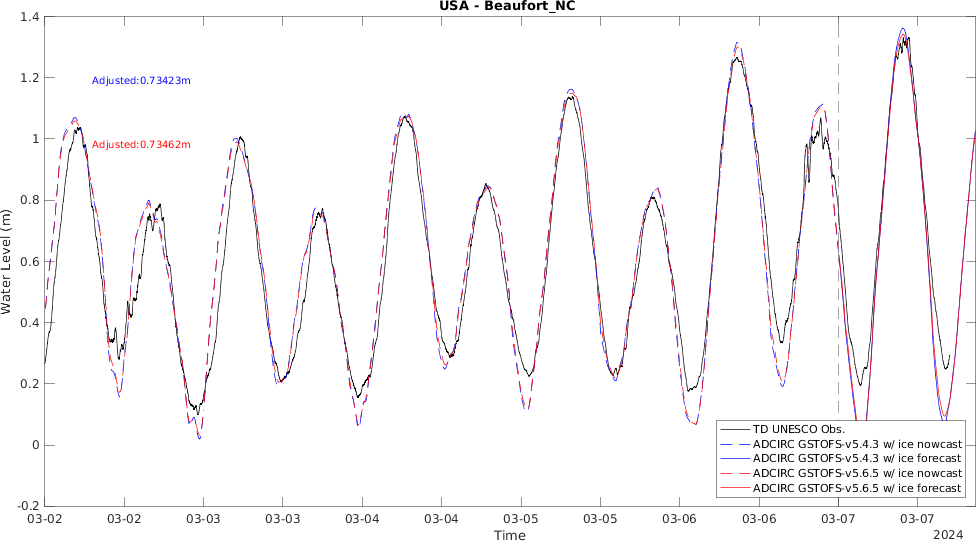 USA - Beaufort_NC
1.4
1.2
1
0.8
0.6
0.4
0.2
0
-0.2
Water Level (m)
Adjusted:0.73423m
Adjusted:0.73462m
TD UNESCO Obs.
ADCIRC GSTOFS-v5.4.3 w/ ice nowcast
ADCIRC GSTOFS-v5.4.3 w/ ice forecast
ADCIRC GSTOFS-v5.6.5 w/ ice nowcast
ADCIRC GSTOFS-v5.6.5 w/ ice forecast
03-02 03-02 03-03 03-03 03-04 03-04 03-05 03-05 03-06 03-06 03-07 03-07
Time
2024